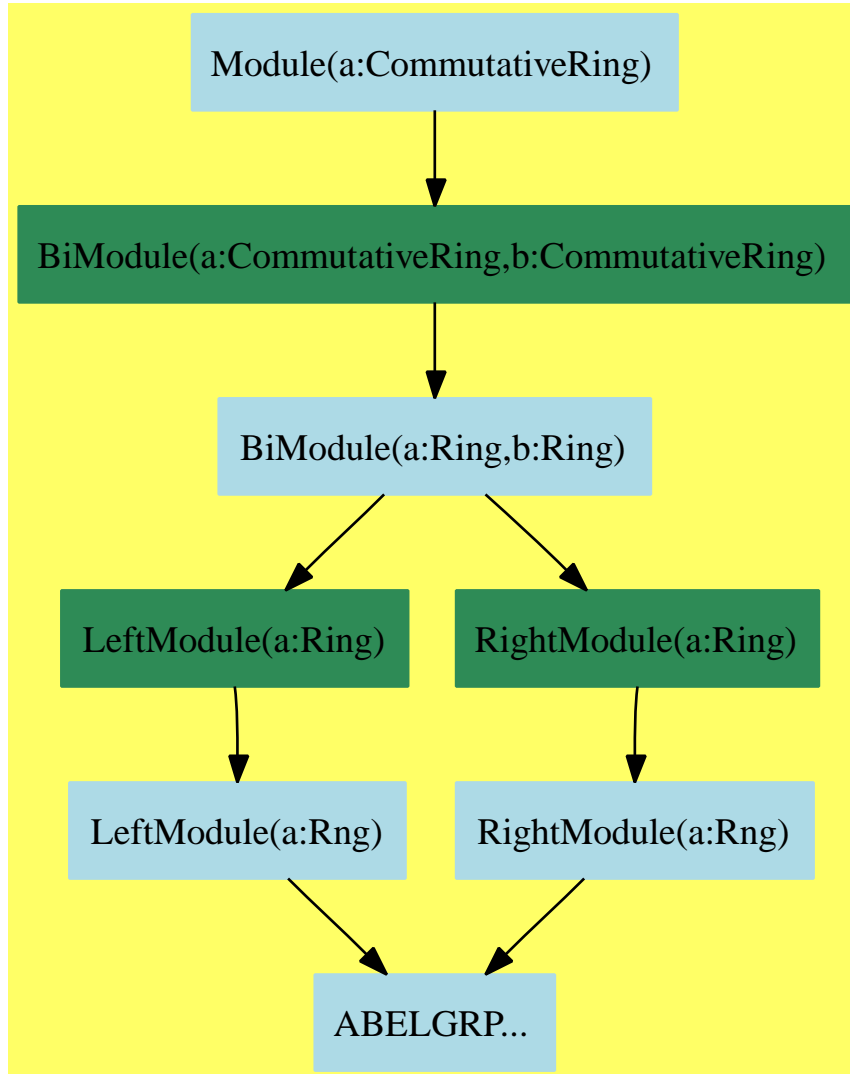 Module(a:CommutativeRing)
BiModule(a:CommutativeRing,b:CommutativeRing)
BiModule(a:Ring,b:Ring)
LeftModule(a:Ring)
RightModule(a:Ring)
LeftModule(a:Rng)
RightModule(a:Rng)
ABELGRP...